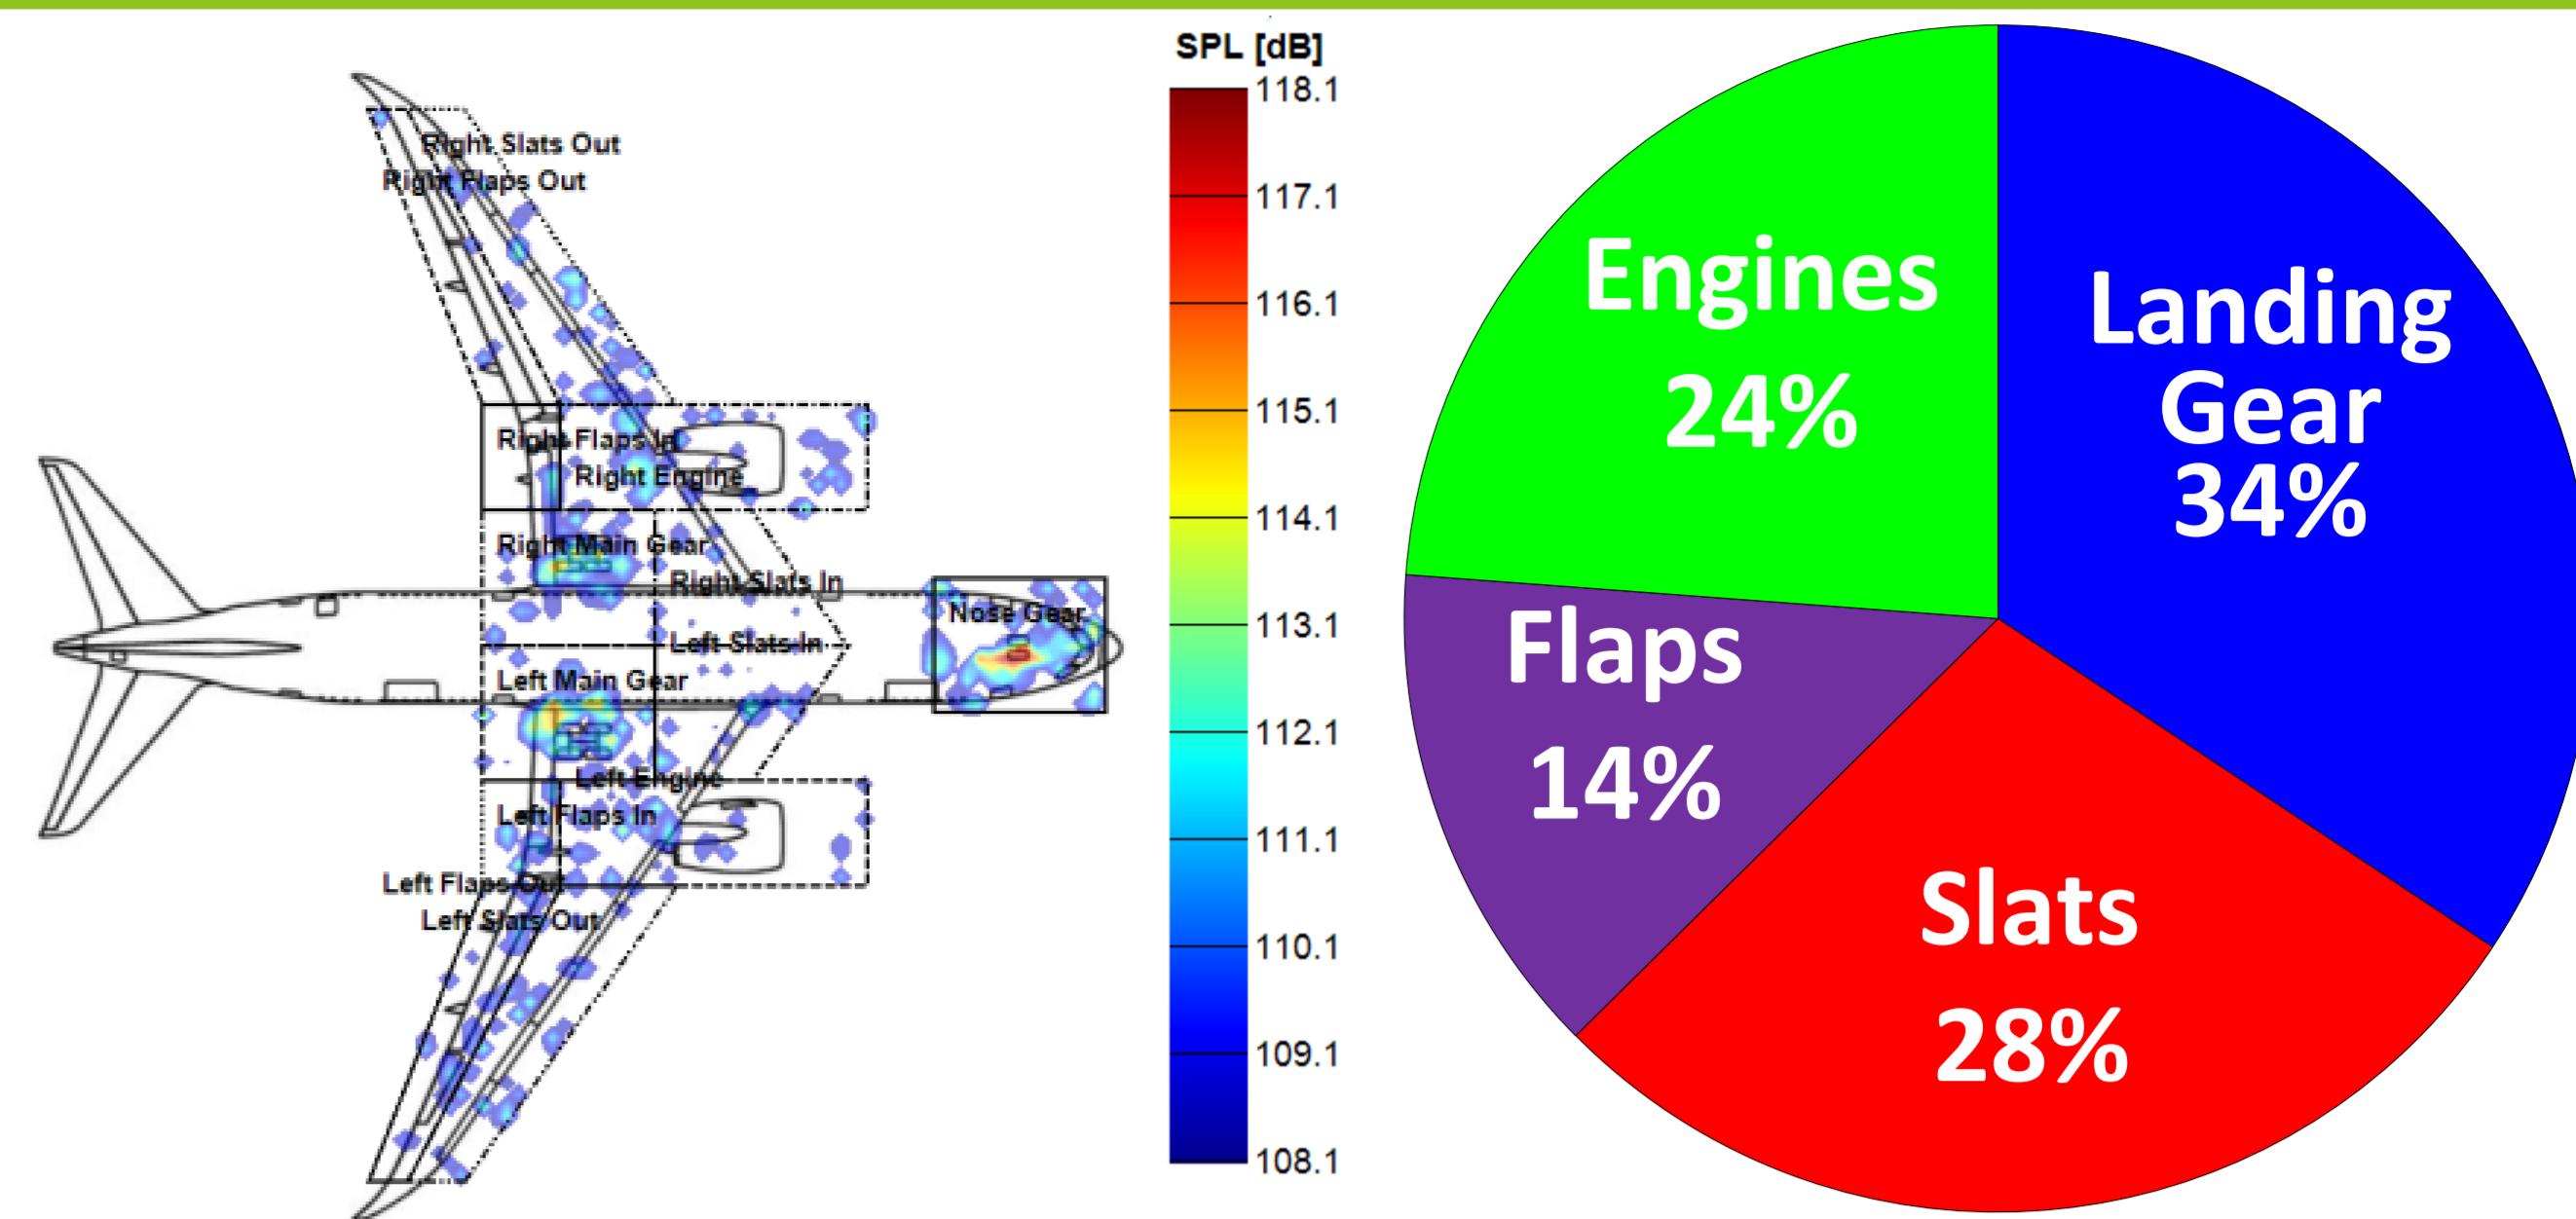 Right Slats Out
Right Flaps Out
Right Flaps In
Right Engine
Right Main Gear
Right Slats In
Nose Gear
Left Slats In
Left Main Gear
Left Engine
Left Flaps In
Left Flaps Out
Left Slats Out
SPL [dB]
118.1
117.1
116.1
115.1
114.1
113.1
112.1
111.1
110.1
109.1
108.1
Engines
24%
Landing
Gear
34%
Flaps
14%
Slats
28%